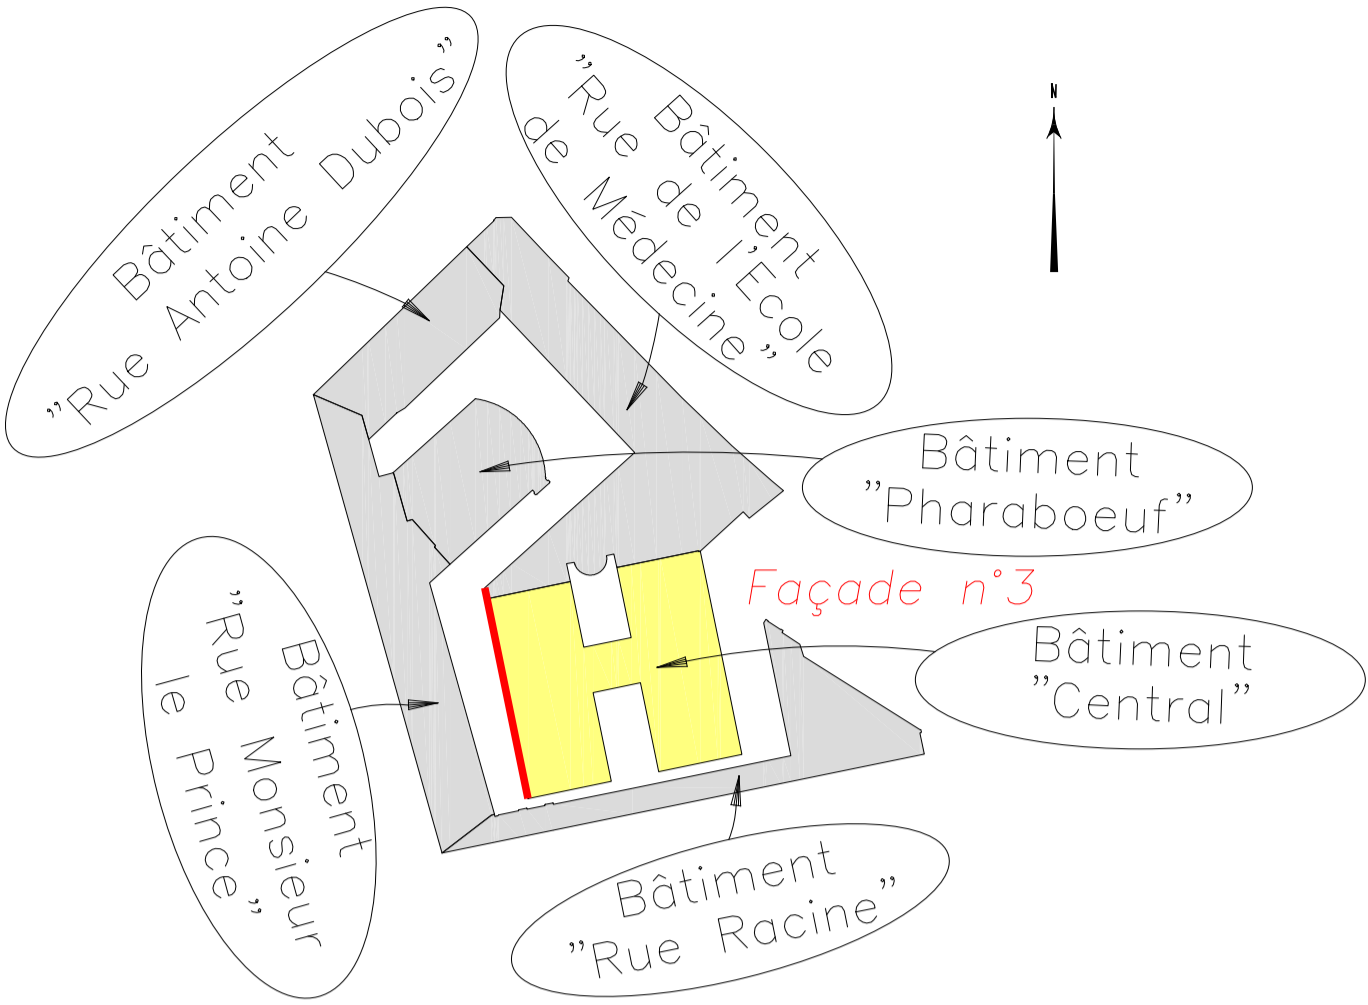 Bâtiment
"Rue Antoine Dubois"
Bâtiment
"Rue de l'Ecole
de Médecine"
N
Bâtiment
"Pharaboeuf"
Façade n°3
Bâtiment
"Central"
Bâtiment
"Rue Monsieur
le Prince"
Bâtiment
"Rue Racine"